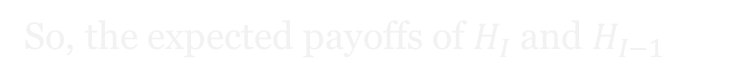 So, the expected payoffs of H_I and H_{I−1}